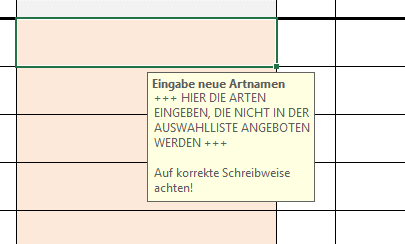 Eingabe neue Artnamen
+++ HIER DIE ARTEN
EINGEBEN, DIE NICHT IN DER
AUSWAHLLISTE ANGEBOTEN
WERDEN +++
Auf korrekte Schreibweise
achten!